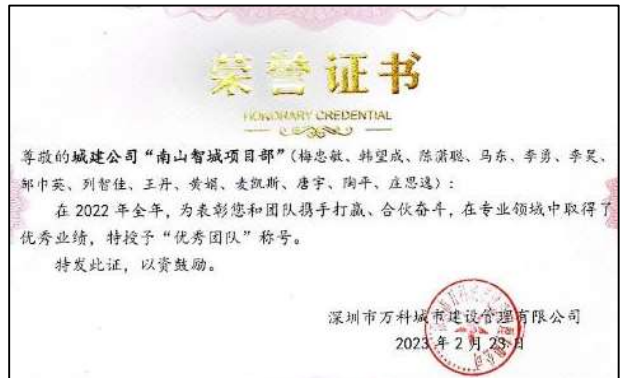 荣誉证书
HONORARY CREDENTIAL
尊敬的城建公司“南山智城项目部”(梅忠敏、韩望成、陈潇聪、马东、李勇、李昊、
邹中英、列智佳、王丹、黄娟、麦凯斯、唐宇、陶平、庄思逸):
在 2022 年全年,为表彰您和团队携手打赢、合伙奋斗,在专业领域中取得了
优秀业绩,特授予“优秀团队”称号。
特发此证,以资鼓励。
深圳市万科城市建设管理有限公司
2023 年 2 月 23 日